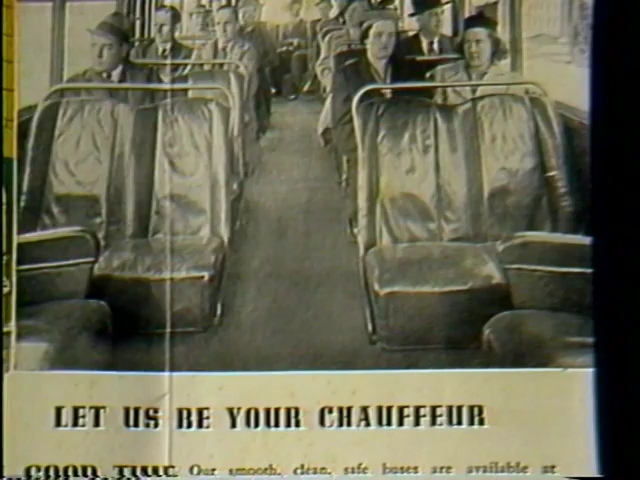 LET US BE YOUR CHAUFFEUR
GOOD TIME Our smooth, clean, safe buses are available at